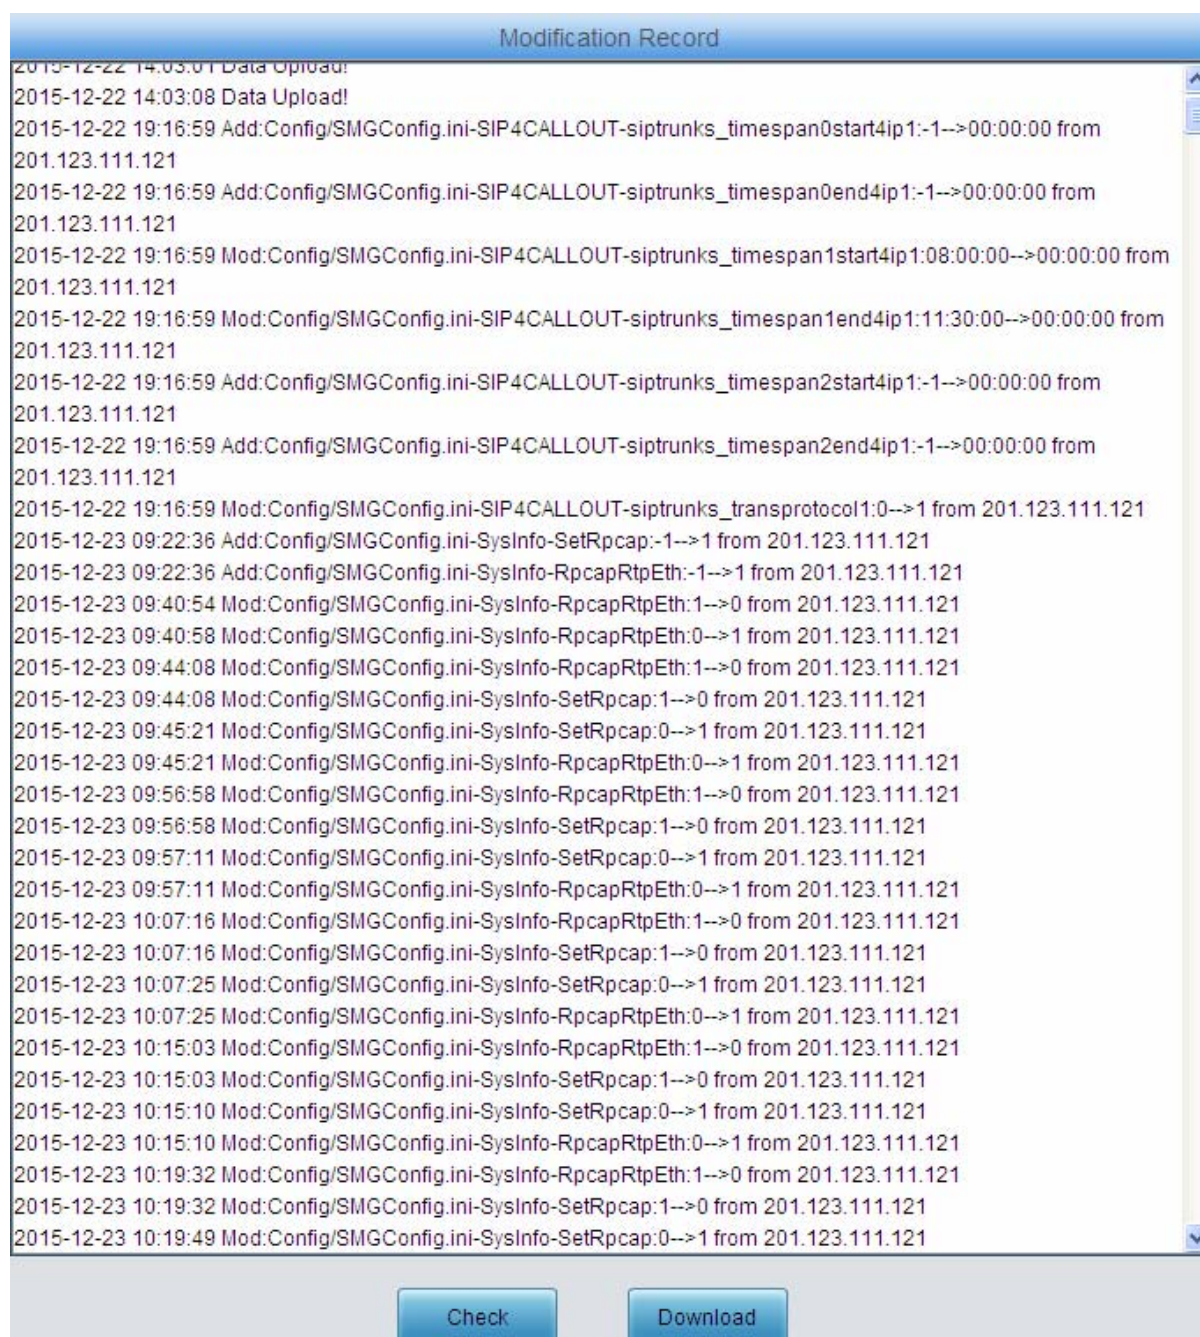 Modification Record
2015-12-22 14:03:01 Data Upload!
2015-12-22 14:03:08 Data Upload!
2015-12-22 19:16:59 Add:Config/SMGConfig.ini-SIP4CALLOUT-siptrunks_timespan0start4ip1:-1-->00:00:00 from
201.123.111.121
2015-12-22 19:16:59 Add:Config/SMGConfig.ini-SIP4CALLOUT-siptrunks_timespan0end4ip1:-1-->00:00:00 from
201.123.111.121
2015-12-22 19:16:59 Mod:Config/SMGConfig.ini-SIP4CALLOUT-siptrunks_timespan1start4ip1:08:00:00-->00:00:00 from
201.123.111.121
2015-12-22 19:16:59 Mod:Config/SMGConfig.ini-SIP4CALLOUT-siptrunks_timespan1end4ip1:11:30:00-->00:00:00 from
201.123.111.121
2015-12-22 19:16:59 Add:Config/SMGConfig.ini-SIP4CALLOUT-siptrunks_timespan2start4ip1:-1-->00:00:00 from
201.123.111.121
2015-12-22 19:16:59 Add:Config/SMGConfig.ini-SIP4CALLOUT-siptrunks_timespan2end4ip1:-1-->00:00:00 from
201.123.111.121
2015-12-22 19:16:59 Mod:Config/SMGConfig.ini-SIP4CALLOUT-siptrunks_transprotocol1:0-->1 from 201.123.111.121
2015-12-23 09:22:36 Add:Config/SMGConfig.ini-SysInfo-SetRpcap:-1-->1 from 201.123.111.121
2015-12-23 09:22:36 Add:Config/SMGConfig.ini-SysInfo-RpcapRtpEth:-1-->1 from 201.123.111.121
2015-12-23 09:40:54 Mod:Config/SMGConfig.ini-SysInfo-RpcapRtpEth:1-->0 from 201.123.111.121
2015-12-23 09:40:58 Mod:Config/SMGConfig.ini-SysInfo-RpcapRtpEth:0-->1 from 201.123.111.121
2015-12-23 09:44:08 Mod:Config/SMGConfig.ini-SysInfo-RpcapRtpEth:1-->0 from 201.123.111.121
2015-12-23 09:44:08 Mod:Config/SMGConfig.ini-SysInfo-SetRpcap:1-->0 from 201.123.111.121
2015-12-23 09:45:21 Mod:Config/SMGConfig.ini-SysInfo-SetRpcap:0-->1 from 201.123.111.121
2015-12-23 09:45:21 Mod:Config/SMGConfig.ini-SysInfo-RpcapRtpEth:0-->1 from 201.123.111.121
2015-12-23 09:56:58 Mod:Config/SMGConfig.ini-SysInfo-RpcapRtpEth:1-->0 from 201.123.111.121
2015-12-23 09:56:58 Mod:Config/SMGConfig.ini-SysInfo-SetRpcap:1-->0 from 201.123.111.121
2015-12-23 09:57:11 Mod:Config/SMGConfig.ini-SysInfo-SetRpcap:0-->1 from 201.123.111.121
2015-12-23 09:57:11 Mod:Config/SMGConfig.ini-SysInfo-RpcapRtpEth:0-->1 from 201.123.111.121
2015-12-23 10:07:16 Mod:Config/SMGConfig.ini-SysInfo-RpcapRtpEth:1-->0 from 201.123.111.121
2015-12-23 10:07:16 Mod:Config/SMGConfig.ini-SysInfo-SetRpcap:1-->0 from 201.123.111.121
2015-12-23 10:07:25 Mod:Config/SMGConfig.ini-SysInfo-SetRpcap:0-->1 from 201.123.111.121
2015-12-23 10:07:25 Mod:Config/SMGConfig.ini-SysInfo-RpcapRtpEth:0-->1 from 201.123.111.121
2015-12-23 10:15:03 Mod:Config/SMGConfig.ini-SysInfo-RpcapRtpEth:1-->0 from 201.123.111.121
2015-12-23 10:15:03 Mod:Config/SMGConfig.ini-SysInfo-SetRpcap:1-->0 from 201.123.111.121
2015-12-23 10:15:10 Mod:Config/SMGConfig.ini-SysInfo-SetRpcap:0-->1 from 201.123.111.121
2015-12-23 10:15:10 Mod:Config/SMGConfig.ini-SysInfo-RpcapRtpEth:0-->1 from 201.123.111.121
2015-12-23 10:19:32 Mod:Config/SMGConfig.ini-SysInfo-RpcapRtpEth:1-->0 from 201.123.111.121
2015-12-23 10:19:32 Mod:Config/SMGConfig.ini-SysInfo-SetRpcap:1-->0 from 201.123.111.121
2015-12-23 10:19:49 Mod:Config/SMGConfig.ini-SysInfo-SetRpcap:0-->1 from 201.123.111.121
Check
Download